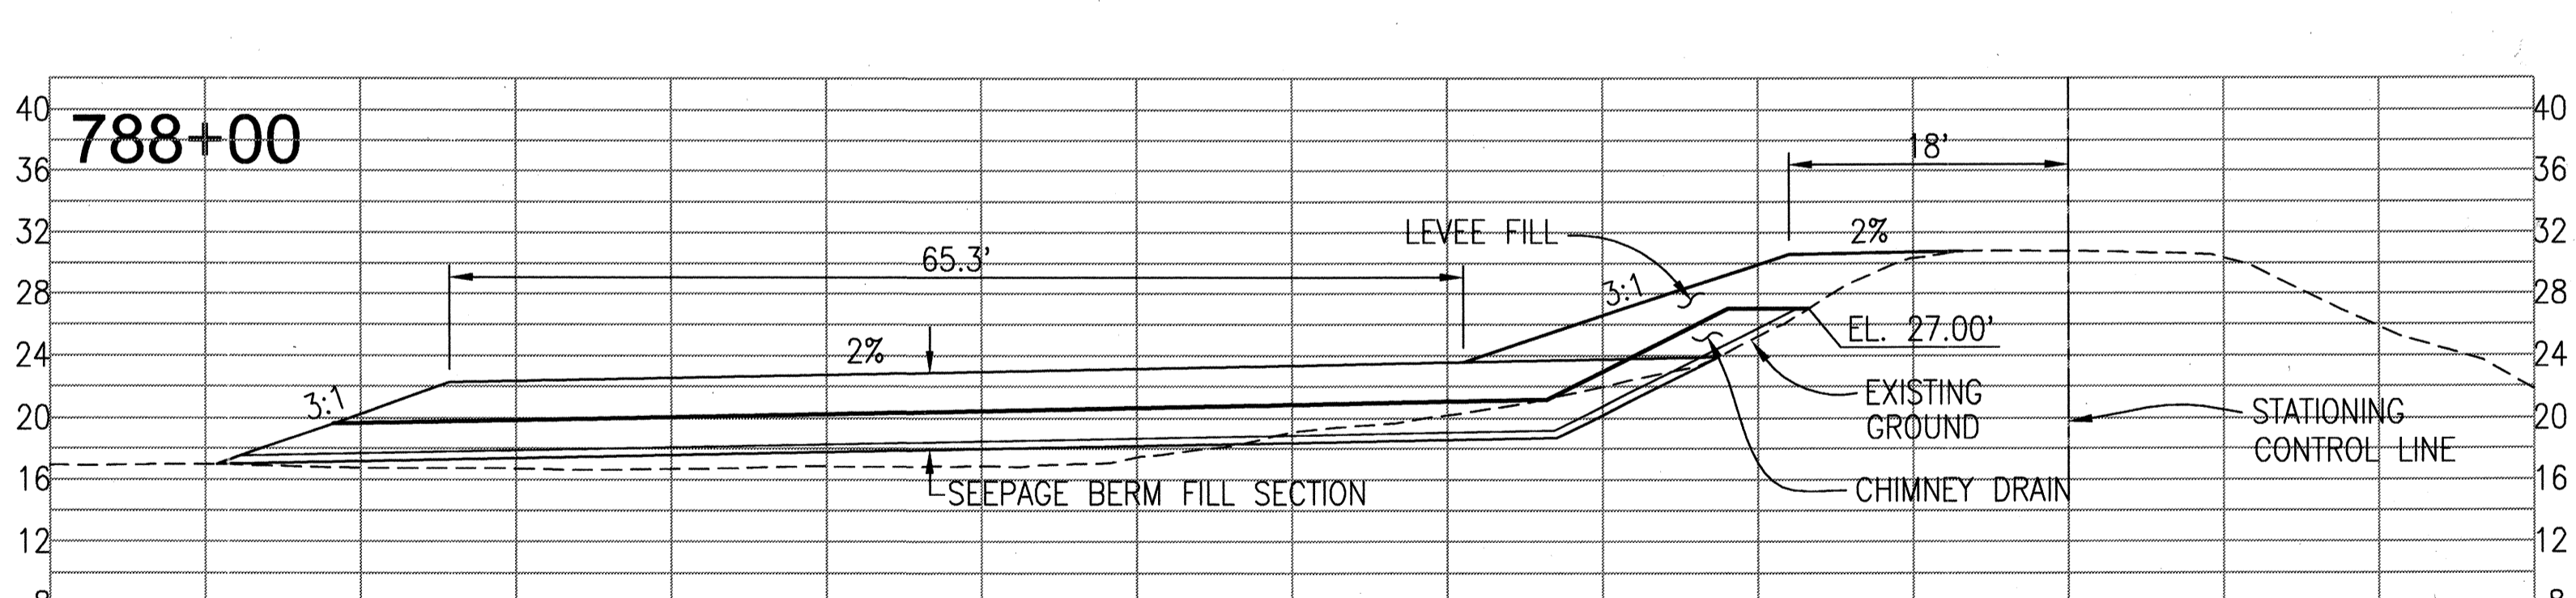 40
40
788+00
36
36
18'
32
32
LEVEE FILL
2%
65.3'
28
28
3:1
EL. 27.00'
24
24
2%
3:1
EXISTING
GROUND
20
20
STATIONING
CONTROL LINE
16
16
SEEPAGE BERM FILL SECTION
CHIMNEY DRAIN
12
12